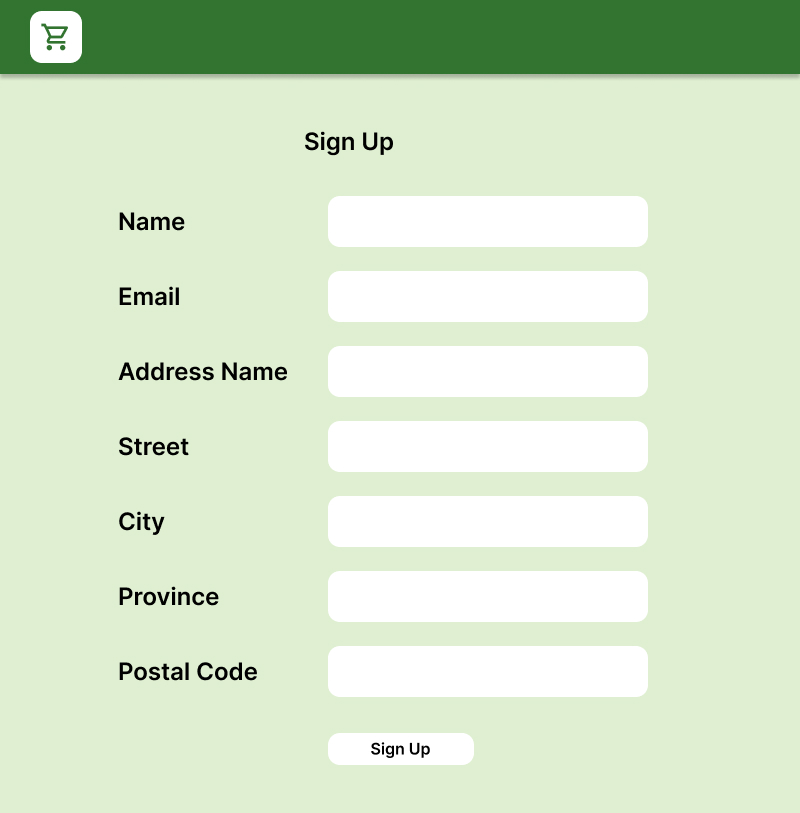 Sign Up
Name
Email
Address Name
Street
City
Province
Postal Code
Sign Up